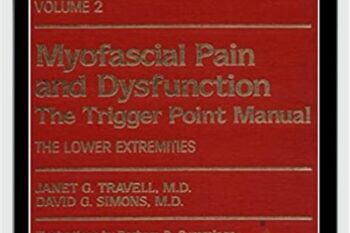 VOLUME 2
Myofascial Pain
and Dysfunction
The Trigger Point Manual
THE LOWER EXTREMITIES
JANET G. TRAVELL, M.D.
DAVID G. SIMONS, M.D.